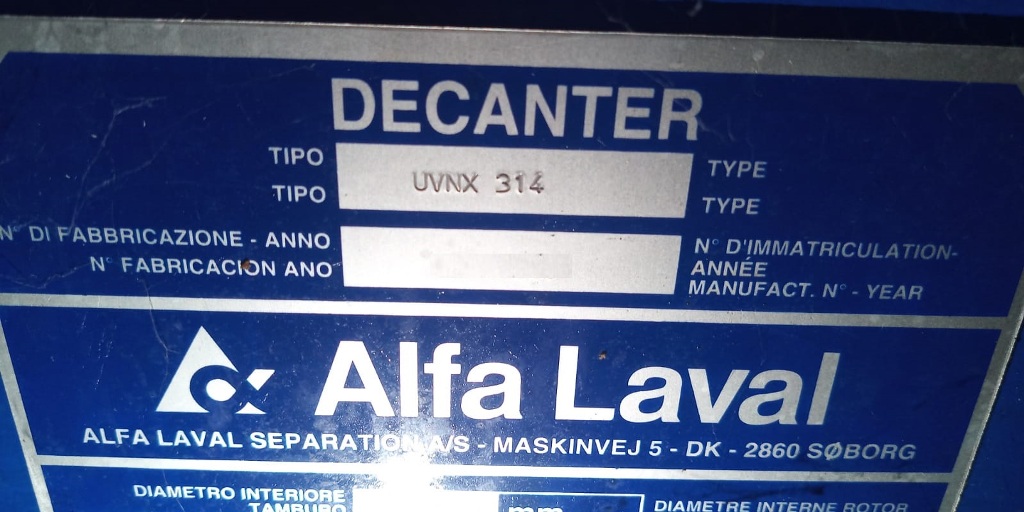 DECANTER
TIPO UVNX 314 TYPE
TIPO TYPE
N° DI FABBRICAZIONE - ANNO N° D'IMMATRICULATION-
N° FABRICACION ANO ANNÉE
MANUFACT. N° - YEAR
Alfa Laval
ALFA LAVAL SEPARATION A/S - MASKINVEJ 5 - DK - 2860 SØBORG
DIAMETRO INTERIORE mm DIAMETRE INTERNE ROTOR
TAMBURO